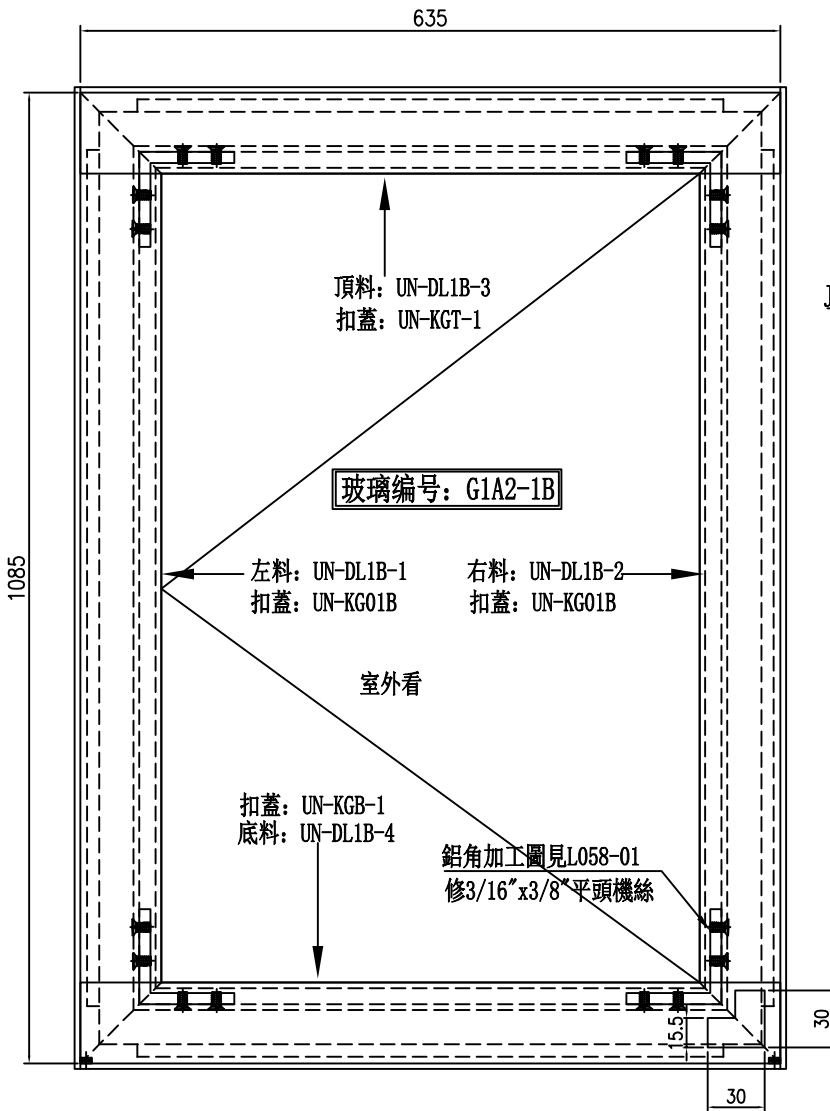 635
頂料: UN-DL1B-3
扣蓋: UN-KGT-1
玻璃编号: G1A2-1B
1085
左料: UN-DL1B-1
扣蓋: UN-KG01B
右料: UN-DL1B-2
扣蓋: UN-KG01B
室外看
扣蓋: UN-KGB-1
底料: UN-DL1B-4
鋁角加工圖見L058-01
修3/16"x3/8"平頭機絲
15.5
30
30